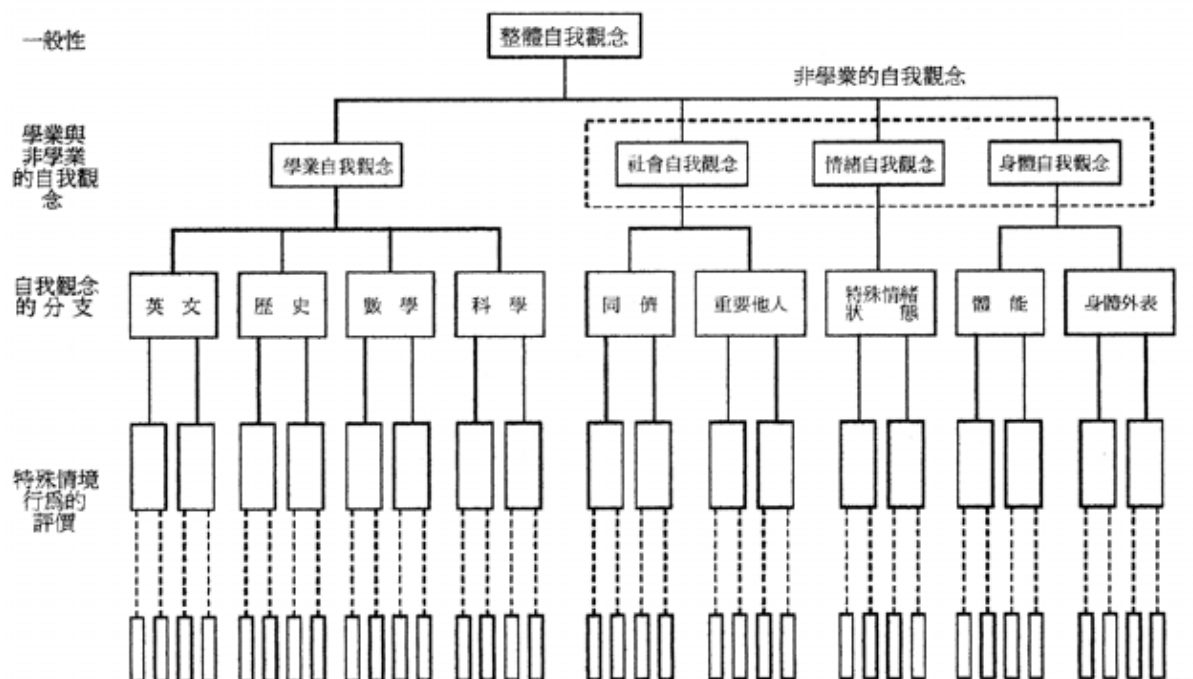 一般性
整體自我觀念
非學業的自我觀念
學業與
非學業
的自我觀
念
學業自我觀念
社會自我觀念
情緒自我觀念
身體自我觀念
自我觀念
的分支
英文
歷史
數學
科學
同儕
重要他人
特殊情緒
狀態
體能
身體外表
特殊情境
行爲的
評價